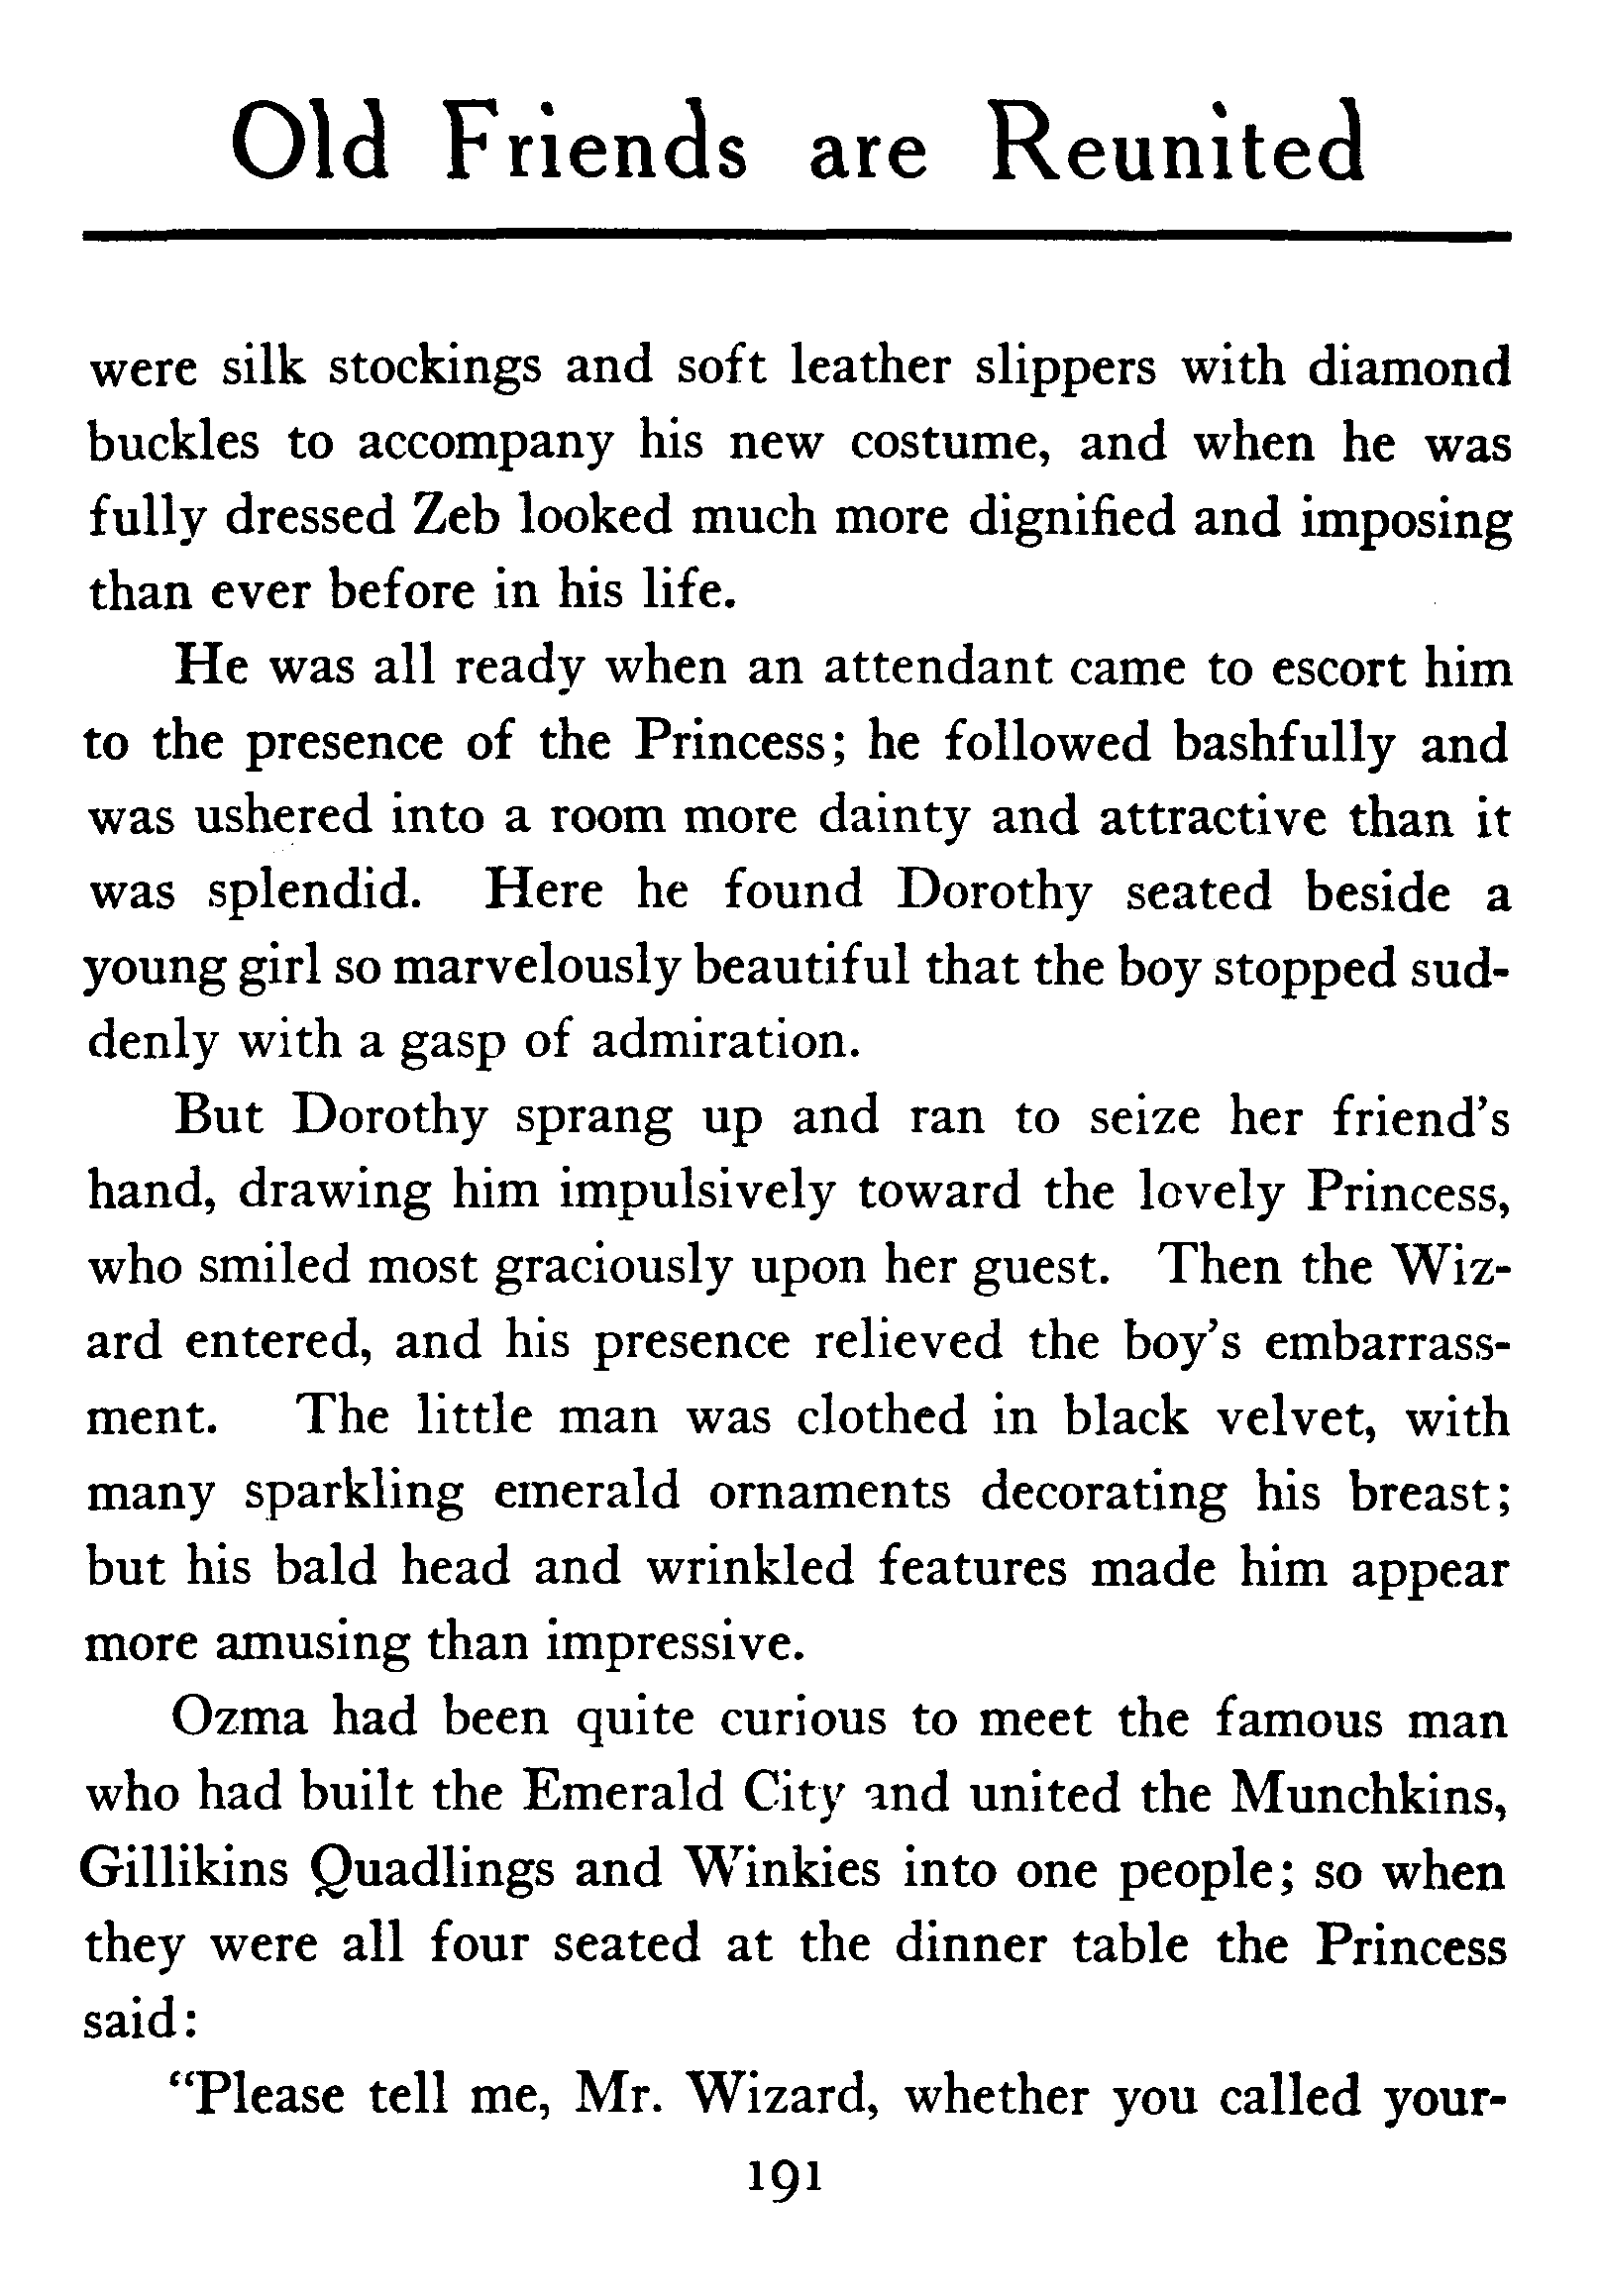 Old Friends are Reunited
were silk stockings and soft leather slippers with diamond
buckles to accompany his new costume, and when he was
fully dressed Zeb looked much more dignified and imposing
than ever before in his life.
He was all ready when an attendant came to escort him
to the presence of the Princess; he followed bashfully and
was ushered into a room more dainty and attractive than it
was splendid. Here he found Dorothy seated beside a
young girl so marvelously beautiful that the boy stopped sud-
denly with a gasp of admiration.
But Dorothy sprang up and ran to seize her friend's
hand, drawing him impulsively toward the lovely Princess,
who smiled most graciously upon her guest. Then the Wiz-
ard entered, and his presence relieved the boy's embarrass-
ment. The little man was clothed in black velvet, with
many sparkling emerald ornaments decorating his breast;
but his bald head and wrinkled features made him appear
more amusing than impressive.
Ozma had been quite curious to meet the famous man
who had built the Emerald City and united the Munchkins,
Gillikins Quadlings and Winkies into one people; so when
they were all four seated at the dinner table the Princess
said:
"Please tell me, Mr. Wizard, whether you called your-
191